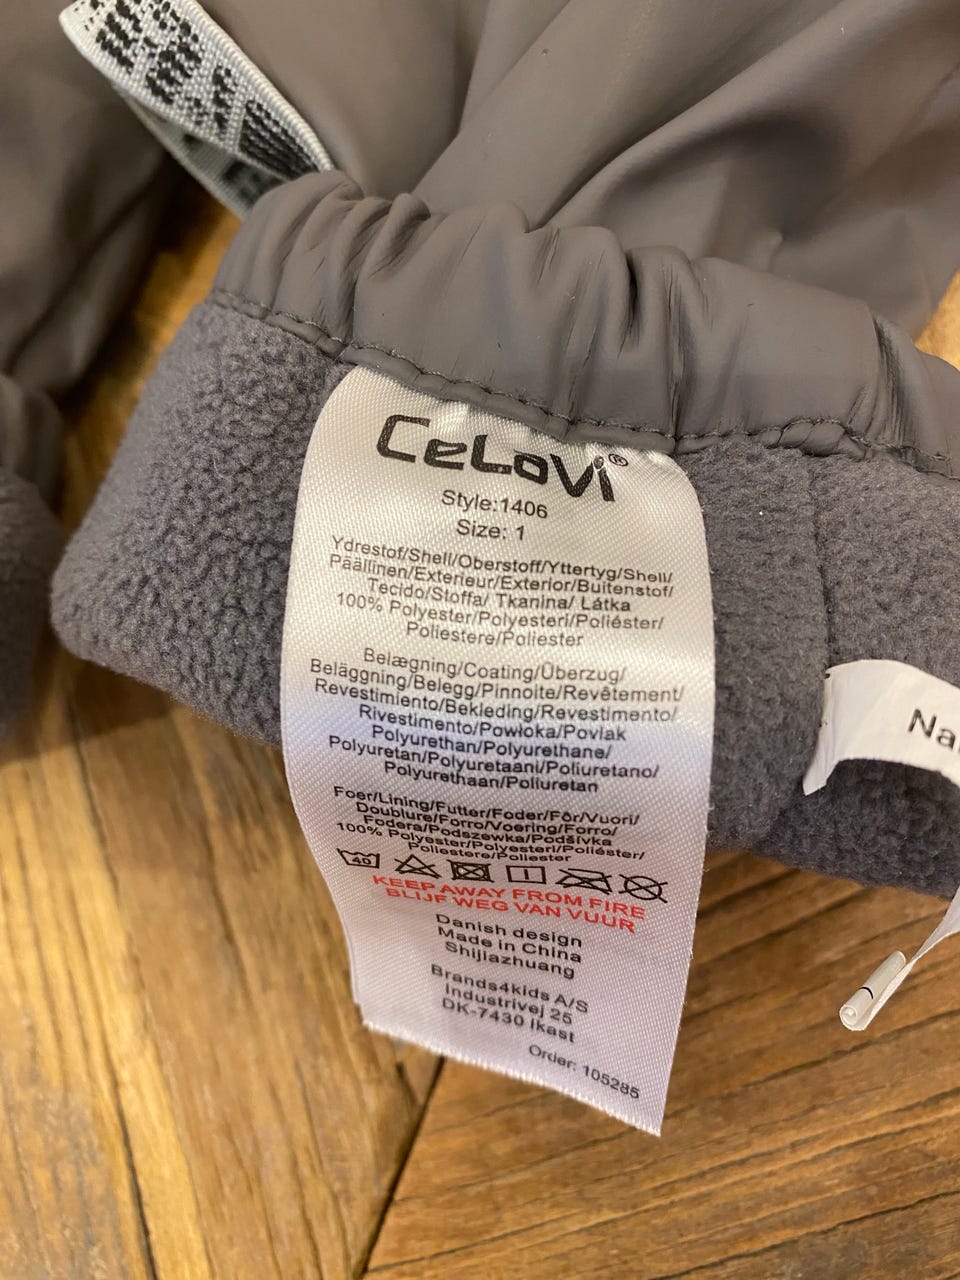 CeLaVi®
Style:1406
Size: 1
Ydrestof/Shell/Oberstoff/Yttertyg/Shell/
Päällinen/Exterieur/Exterior/Buitenstof/
Tecido/Stoffa/ Tkanina/ Látka
100% Polyester/Polyesteri/Poliéster/
Poliestere/Poliester
Belægning/Coating/Überzug/
Beläggning/Belegg/Pinnoite/Revêtement/
Revestimiento/Bekleding/Revestimento/
Rivestimento/Powłoka/Povlak
Polyurethan/Polyurethane/
Polyuretan/Polyuretaani/Poliuretano/
Polyurethaan/Poliuretan
Foer/Lining/Futter/Foder/Fôr/Vuori/
Doublure/Forro/Voering/Forro/
Fodera/Podszewka/Podšívka
100% Polyester/Polyesteri/Poliéster/
Poliestere/Poliester
40
KEEP AWAY FROM FIRE
BLIJF WEG VAN VUUR
Danish design
Made in China
Shijiazhuang
Brands4kids A/S
Industrivej 25
DK-7430 Ikast
Order: 105285